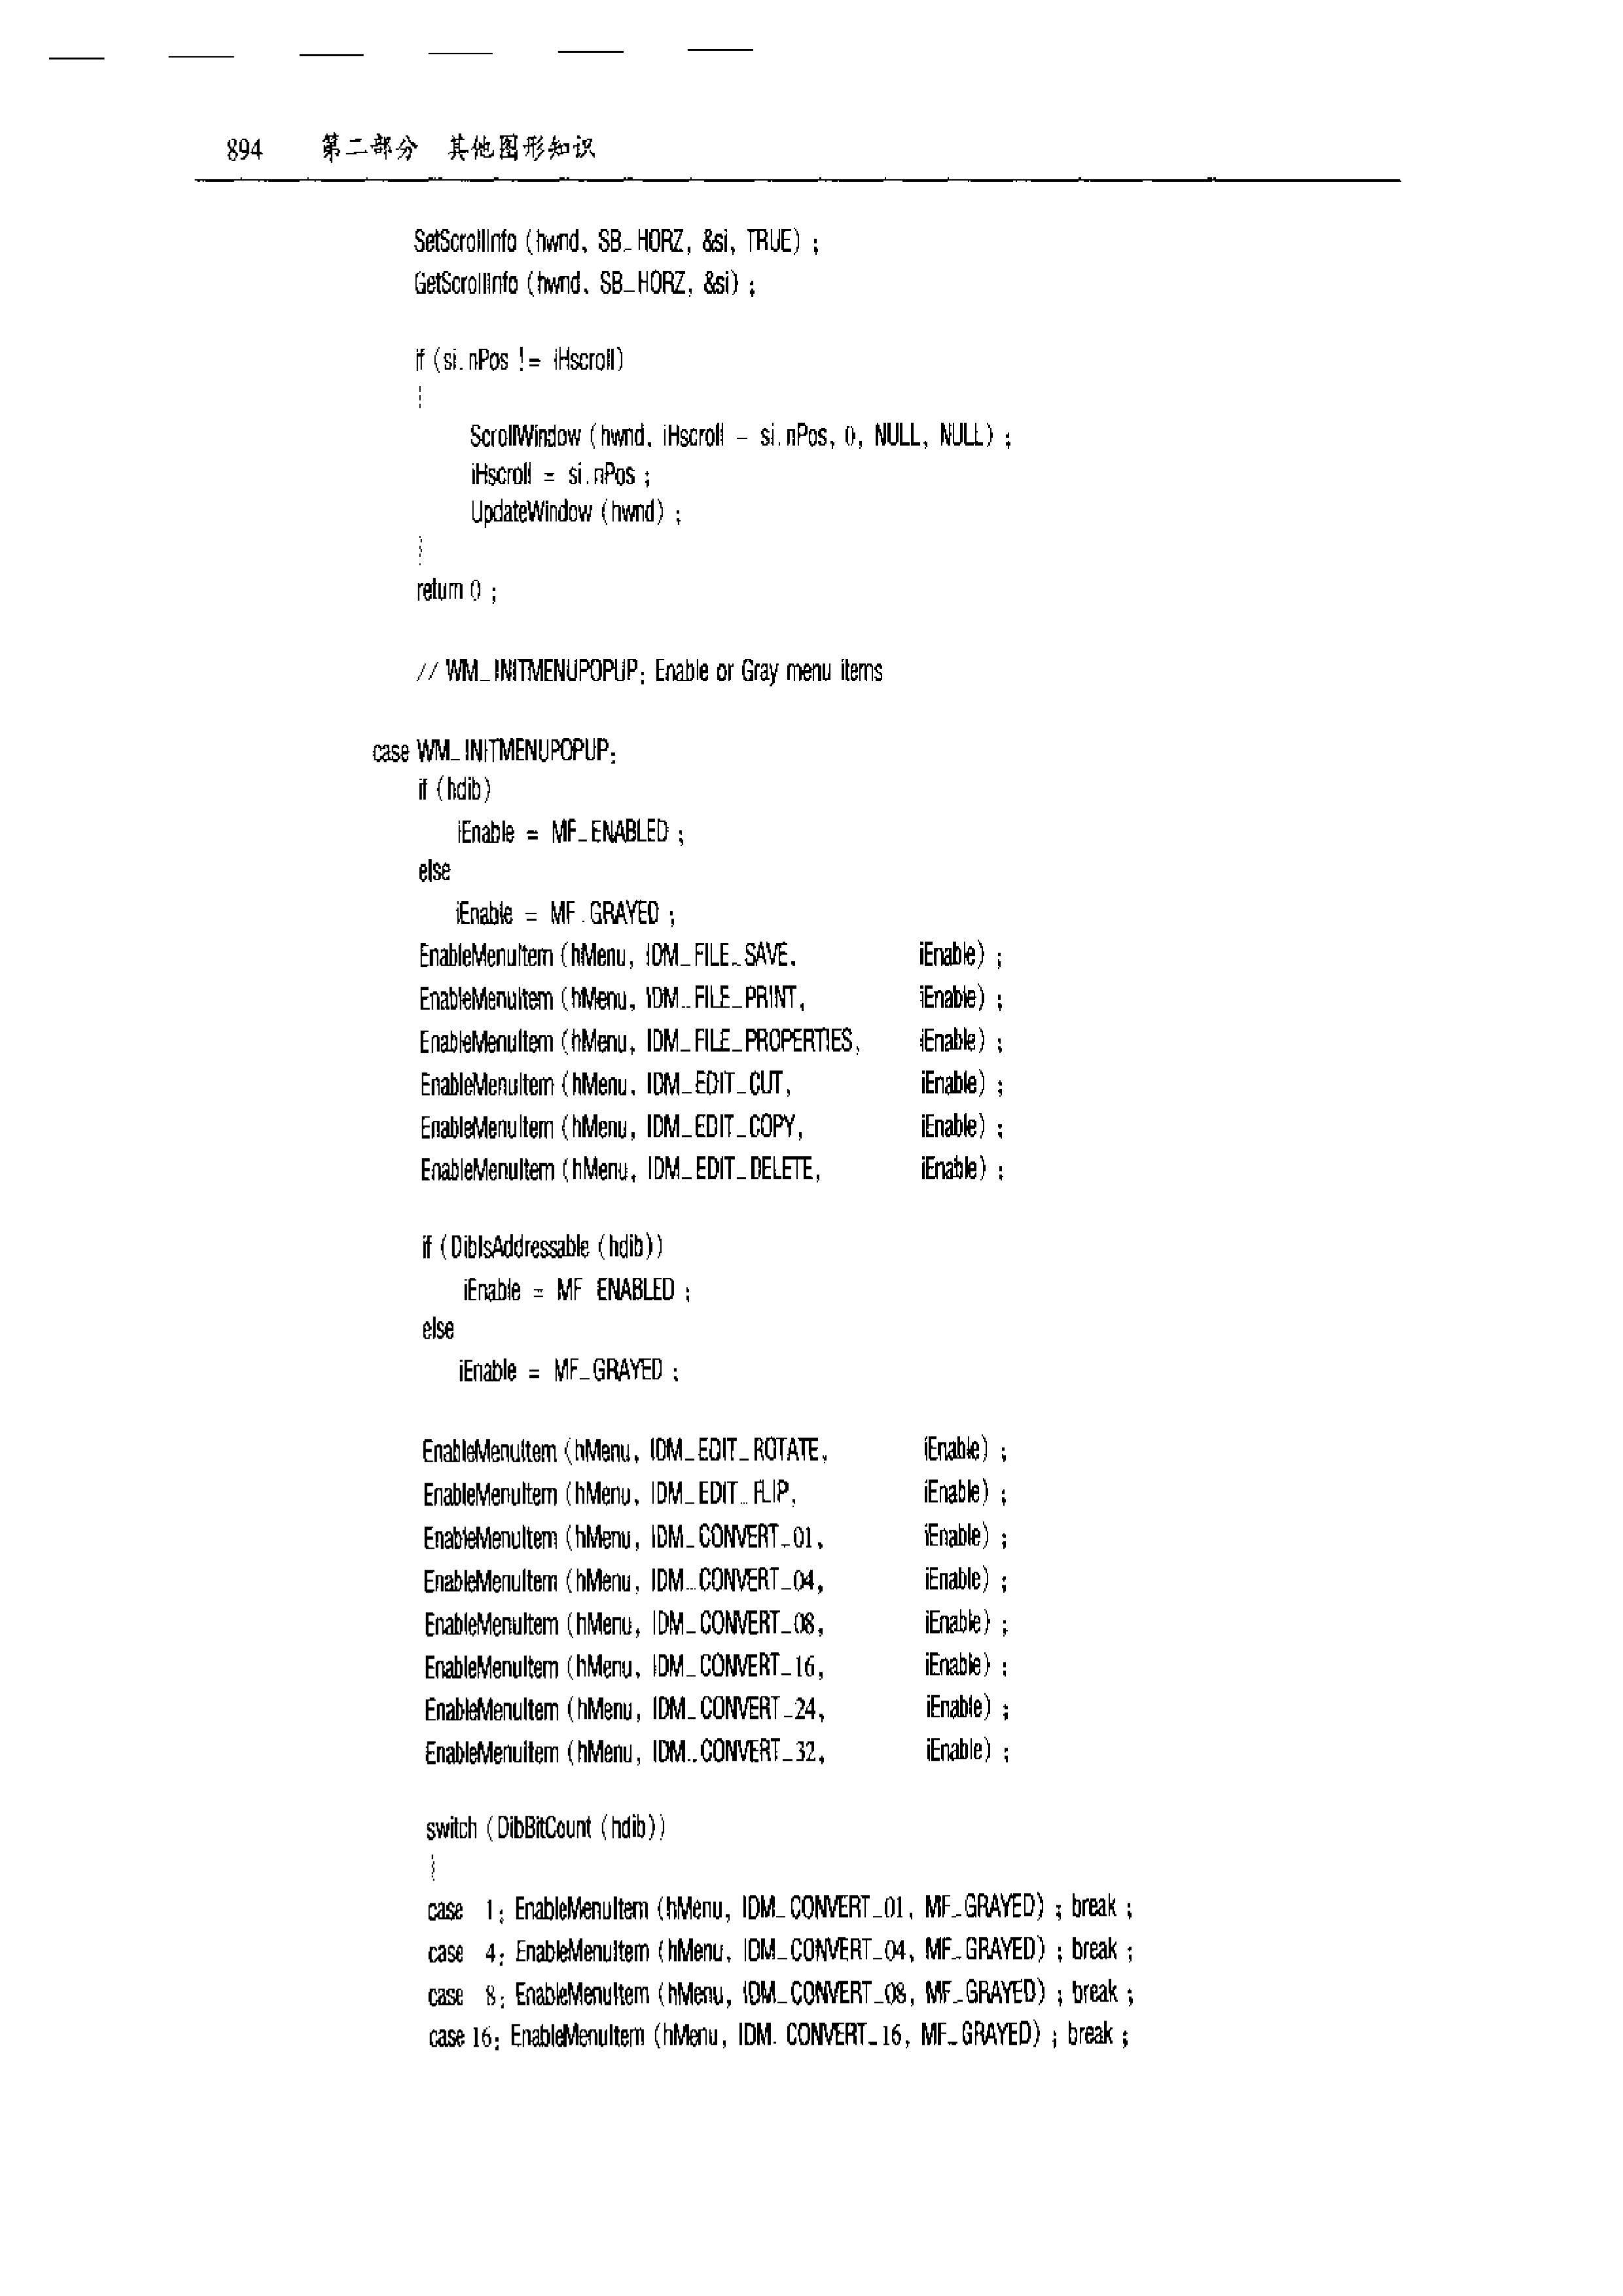 894 第二部分 其他图形知识
SetScrollInfo (hwnd, SB_HORZ, &si, TRUE) ;
GetScrollInfo (hwnd, SB_HORZ, &si) ;
if (si.nPos != iHscroll)
{
ScrollWindow (hwnd, iHscroll - si.nPos, 0, NULL, NULL) ;
iHscroll = si.nPos ;
UpdateWindow (hwnd) ;
}
return 0 ;
// WM_INITMENUPOPUP: Enable or Gray menu items
case WM_INITMENUPOPUP:
if (hdib)
iEnable = MF_ENABLED ;
else
iEnable = MF_GRAYED ;
EnableMenuItem (hMenu, IDM_FILE_SAVE, iEnable) ;
EnableMenuItem (hMenu, IDM_FILE_PRINT, iEnable) ;
EnableMenuItem (hMenu, IDM_FILE_PROPERTIES, iEnable) ;
EnableMenuItem (hMenu, IDM_EDIT_CUT, iEnable) ;
EnableMenuItem (hMenu, IDM_EDIT_COPY, iEnable) ;
EnableMenuItem (hMenu, IDM_EDIT_DELETE, iEnable) ;
if (DibIsAddressable (hdib))
iEnable = MF_ENABLED ;
else
iEnable = MF_GRAYED ;
EnableMenuItem (hMenu, IDM_EDIT_ROTATE, iEnable) ;
EnableMenuItem (hMenu, IDM_EDIT_FLIP, iEnable) ;
EnableMenuItem (hMenu, IDM_CONVERT_01, iEnable) ;
EnableMenuItem (hMenu, IDM_CONVERT_04, iEnable) ;
EnableMenuItem (hMenu, IDM_CONVERT_08, iEnable) ;
EnableMenuItem (hMenu, IDM_CONVERT_16, iEnable) ;
EnableMenuItem (hMenu, IDM_CONVERT_24, iEnable) ;
EnableMenuItem (hMenu, IDM_CONVERT_32, iEnable) ;
switch (DibBitCount (hdib))
{
case 1: EnableMenuItem (hMenu, IDM_CONVERT_01, MF_GRAYED) ; break ;
case 4: EnableMenuItem (hMenu, IDM_CONVERT_04, MF_GRAYED) ; break ;
case 8: EnableMenuItem (hMenu, IDM_CONVERT_08, MF_GRAYED) ; break ;
case 16: EnableMenuItem (hMenu, IDM_CONVERT_16, MF_GRAYED) ; break ;